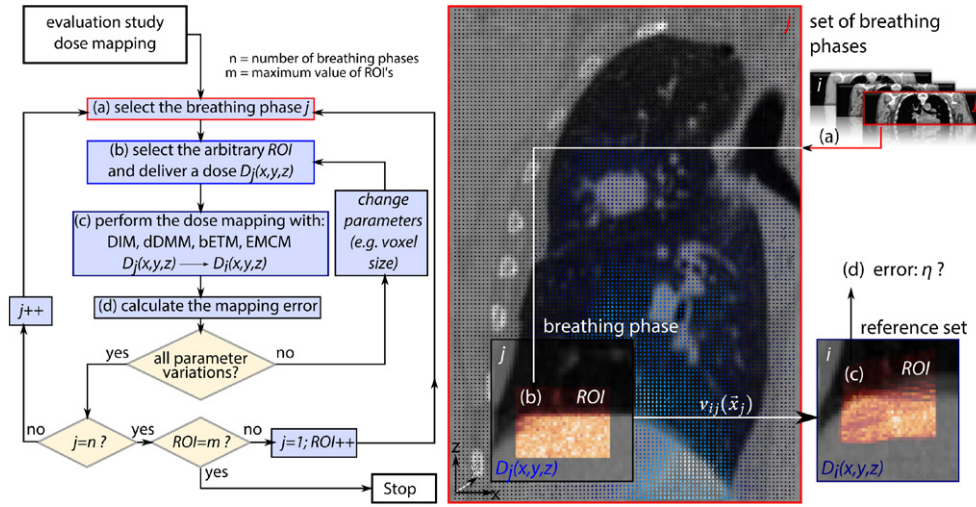 evaluation study
dose mapping
n = number of breathing phases
m = maximum value of ROI's
(a) select the breathing phase j
(b) select the arbitrary ROI
and deliver a dose Dj(x,y,z)
change
parameters
(e.g. voxel
size)
(c) perform the dose mapping with:
DIM, dDMM, bETM, EMCM
Dj(x,y,z) → Di(x,y,z)
j++
(d) calculate the mapping error
yes
all parameter
variations?
no
no
j=n ?
yes
ROI=m ?
no
j=1; ROI++
yes
Stop
j
set of breathing
phases
i
(a)
breathing phase
j
ROI
(b)
Dj(x,y,z)
z
x
νij(x⃗j)
(d) error: η ?
reference set
i
ROI
(c)
Di(x,y,z)